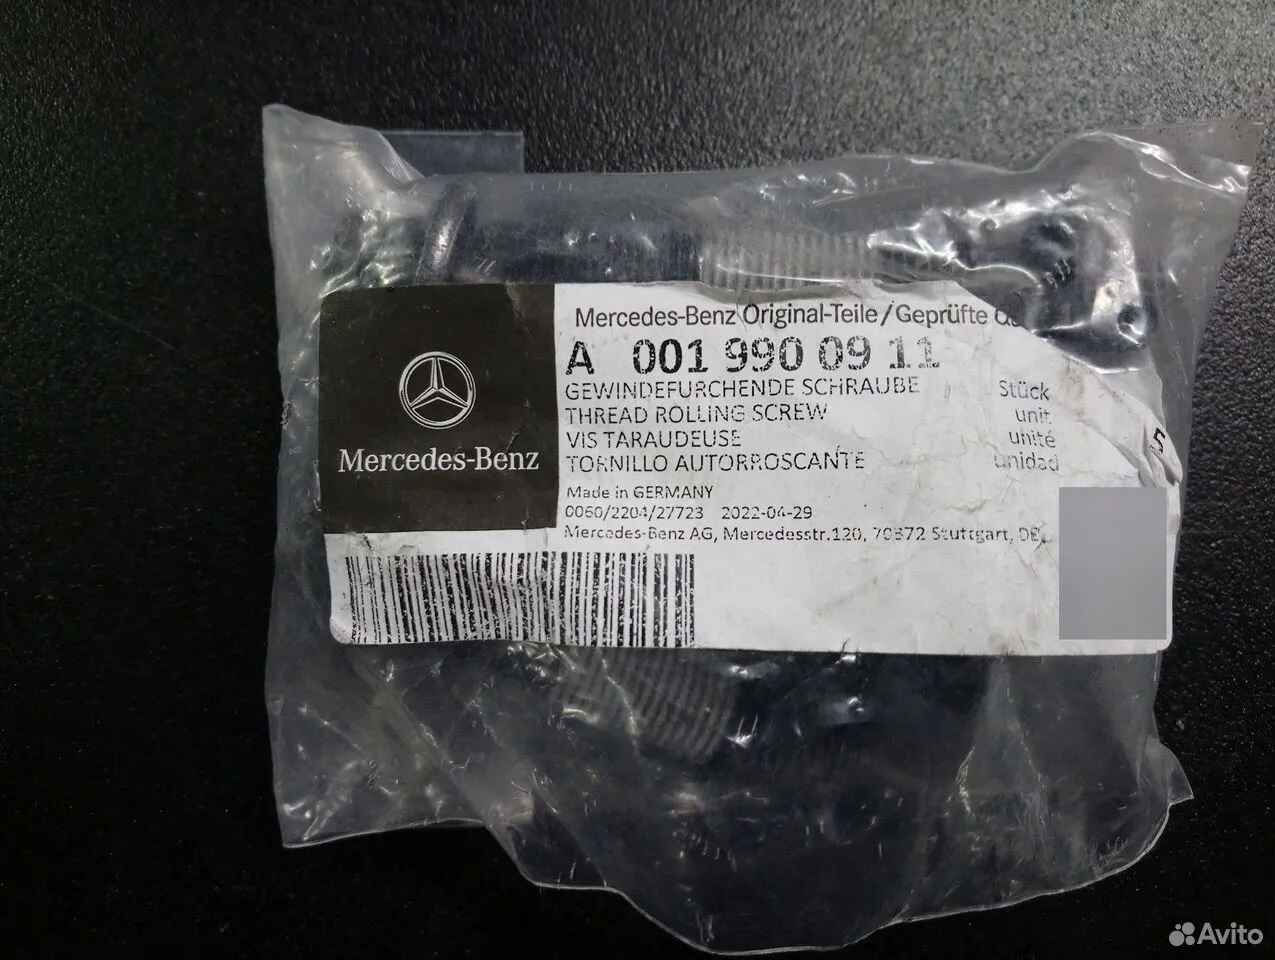 Mercedes-Benz Original-Teile/Geprüfte
A 001 990 09 11
GEWINDEFURCHENDE SCHRAUBE Stück
THREAD ROLLING SCREW unit
VIS TARAUDEUSE unité
TORNILLO AUTORROSCANTE unidad
5
Mercedes-Benz
Made in GERMANY
0060/2204/27723 2022-04-29
Mercedes-Benz AG, Mercedesstr.120, 70372 Stuttgart, DE
Avito